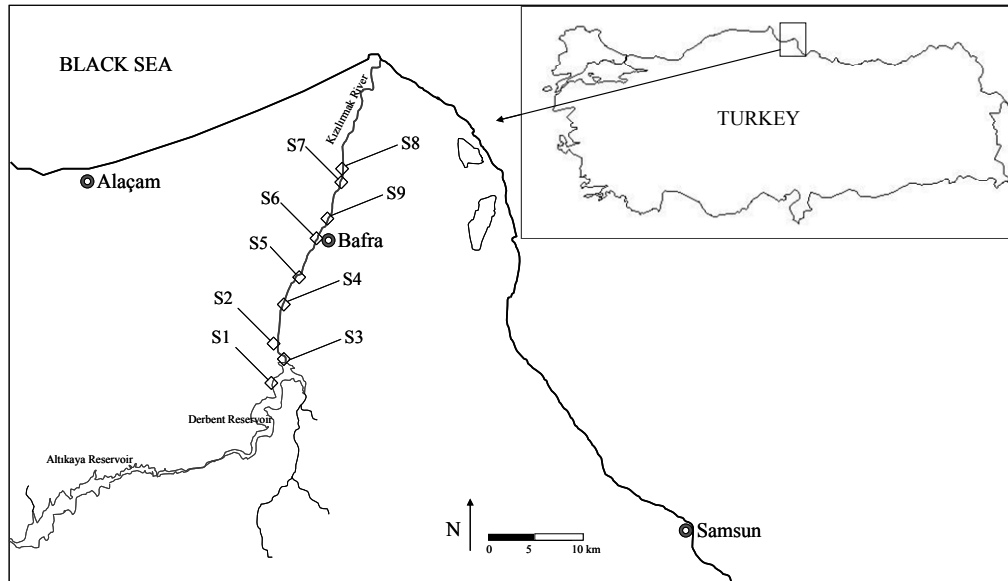 BLACK SEA
TURKEY
Kızılırmak River
S7
S8
Alaçam
S6
S9
Bafra
S5
S4
S2
S1
S3
Derbent Reservoir
Altıkaya Reservoir
N
0 5 10 km
Samsun